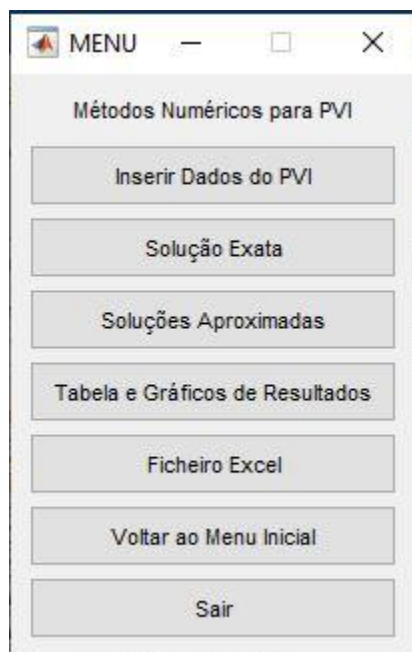 MENU
Métodos Numéricos para PVI
Inserir Dados do PVI
Solução Exata
Soluções Aproximadas
Tabela e Gráficos de Resultados
Ficheiro Excel
Voltar ao Menu Inicial
Sair